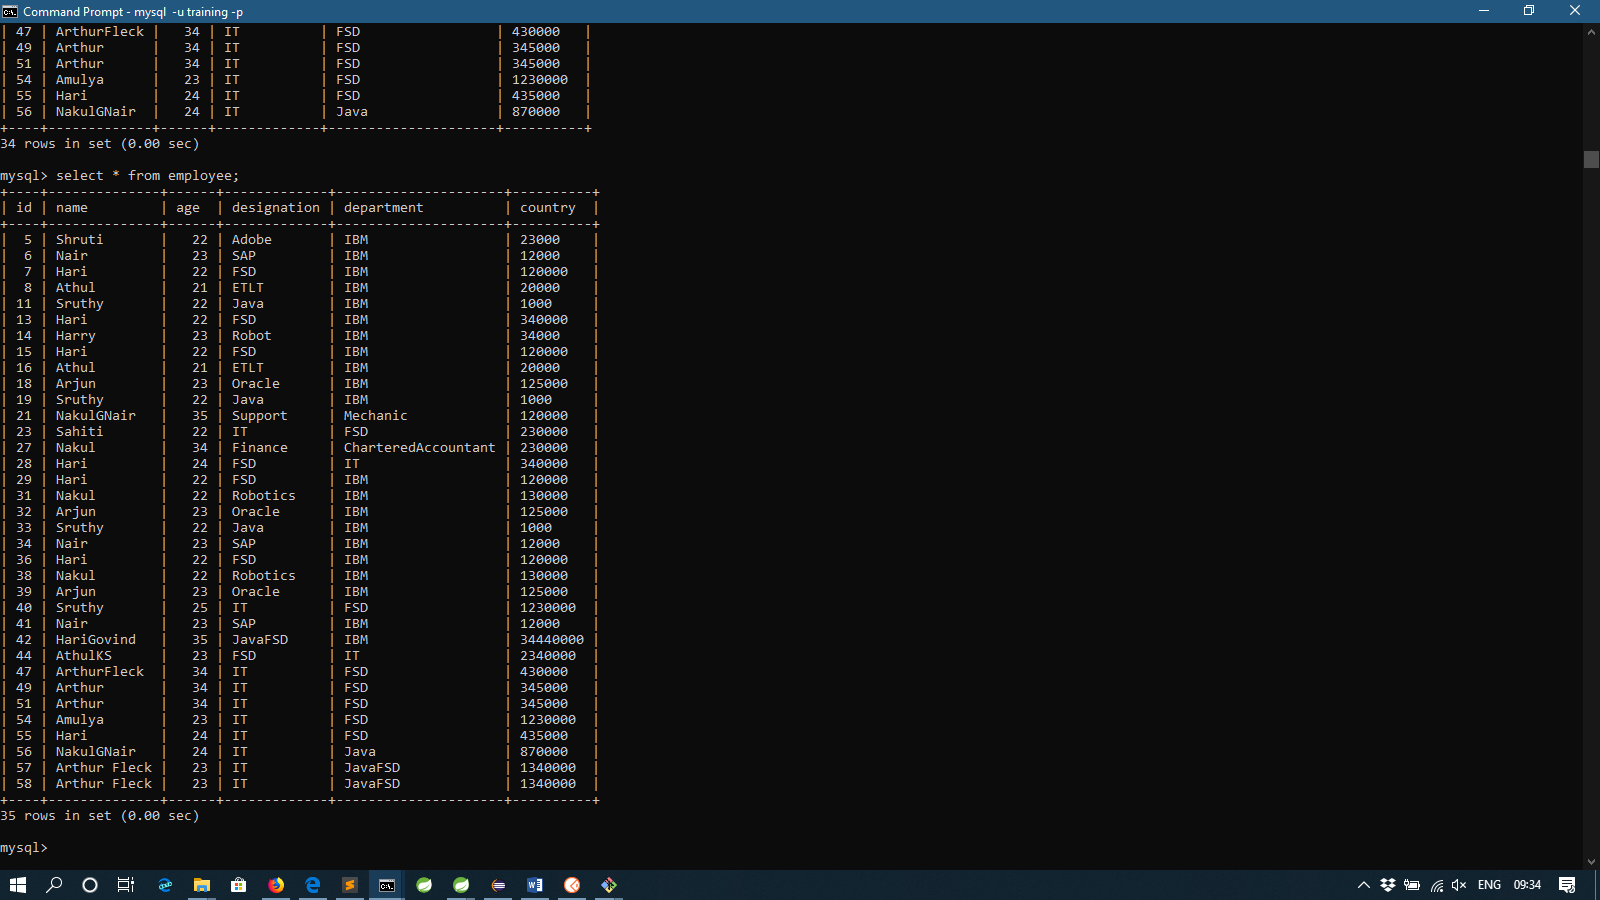 Command Prompt - mysql  -u training -p
| 47 | ArthurFleck |   34 | IT          | FSD                 | 430000   |
| 49 | Arthur      |   34 | IT          | FSD                 | 345000   |
| 51 | Arthur      |   34 | IT          | FSD                 | 345000   |
| 54 | Amulya      |   23 | IT          | FSD                 | 1230000  |
| 55 | Hari        |   24 | IT          | FSD                 | 435000   |
| 56 | NakulGNair  |   24 | IT          | Java                | 870000   |
+----+-------------+------+-------------+---------------------+----------+
34 rows in set (0.00 sec)
mysql> select * from employee;
+----+--------------+------+-------------+---------------------+----------+
| id | name         | age  | designation | department          | country  |
+----+--------------+------+-------------+---------------------+----------+
|  5 | Shruti       |   22 | Adobe       | IBM                 | 23000    |
|  6 | Nair         |   23 | SAP         | IBM                 | 12000    |
|  7 | Hari         |   22 | FSD         | IBM                 | 120000   |
|  8 | Athul        |   21 | ETLT        | IBM                 | 20000    |
| 11 | Sruthy       |   22 | Java        | IBM                 | 1000     |
| 13 | Hari         |   22 | FSD         | IBM                 | 340000   |
| 14 | Harry        |   23 | Robot       | IBM                 | 34000    |
| 15 | Hari         |   22 | FSD         | IBM                 | 120000   |
| 16 | Athul        |   21 | ETLT        | IBM                 | 20000    |
| 18 | Arjun        |   23 | Oracle      | IBM                 | 125000   |
| 19 | Sruthy       |   22 | Java        | IBM                 | 1000     |
| 21 | NakulGNair   |   35 | Support     | Mechanic            | 120000   |
| 23 | Sahiti       |   22 | IT          | FSD                 | 230000   |
| 27 | Nakul        |   34 | Finance     | CharteredAccountant | 230000   |
| 28 | Hari         |   24 | FSD         | IT                  | 340000   |
| 29 | Hari         |   22 | FSD         | IBM                 | 120000   |
| 31 | Nakul        |   22 | Robotics    | IBM                 | 130000   |
| 32 | Arjun        |   23 | Oracle      | IBM                 | 125000   |
| 33 | Sruthy       |   22 | Java        | IBM                 | 1000     |
| 34 | Nair         |   23 | SAP         | IBM                 | 12000    |
| 36 | Hari         |   22 | FSD         | IBM                 | 120000   |
| 38 | Nakul        |   22 | Robotics    | IBM                 | 130000   |
| 39 | Arjun        |   23 | Oracle      | IBM                 | 125000   |
| 40 | Sruthy       |   25 | IT          | FSD                 | 1230000  |
| 41 | Nair         |   23 | SAP         | IBM                 | 12000    |
| 42 | HariGovind   |   35 | JavaFSD     | IBM                 | 34440000 |
| 44 | AthulKS      |   23 | FSD         | IT                  | 2340000  |
| 47 | ArthurFleck  |   34 | IT          | FSD                 | 430000   |
| 49 | Arthur       |   34 | IT          | FSD                 | 345000   |
| 51 | Arthur       |   34 | IT          | FSD                 | 345000   |
| 54 | Amulya       |   23 | IT          | FSD                 | 1230000  |
| 55 | Hari         |   24 | IT          | FSD                 | 435000   |
| 56 | NakulGNair   |   24 | IT          | Java                | 870000   |
| 57 | Arthur Fleck |   23 | IT          | JavaFSD             | 1340000  |
| 58 | Arthur Fleck |   23 | IT          | JavaFSD             | 1340000  |
+----+--------------+------+-------------+---------------------+----------+
35 rows in set (0.00 sec)
mysql>
ENG 09:34